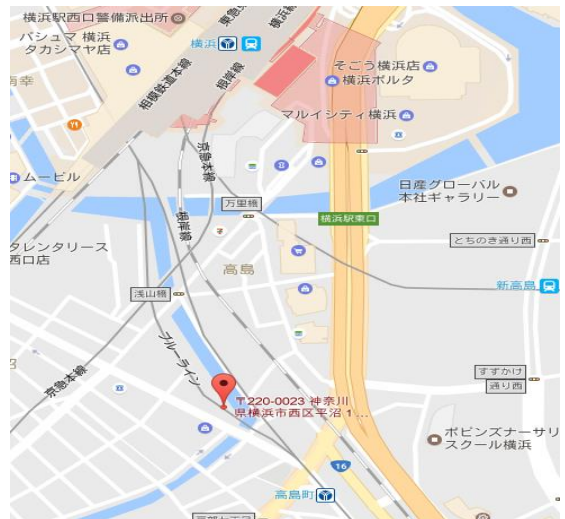 横浜駅西口警備派出所
バシュマ 横浜
タカシマヤ店
横浜
相模鉄道本線
根岸線
そごう横浜店
横浜ポルタ
マルイシティ横浜
南幸
ムービル
京急本線
万里橋
日産グローバル
本社ギャラリー
横浜駅東口
根岸線
タレンタリース
西口店
高島
とちのき通り西
浅山橋
新高島
京急本線
ブルーライン
すずかけ
通り西
〒220-0023 神奈川
県横浜市西区平沼 1 ...
ボビンズナーサリ
スクール横浜
16
高島町